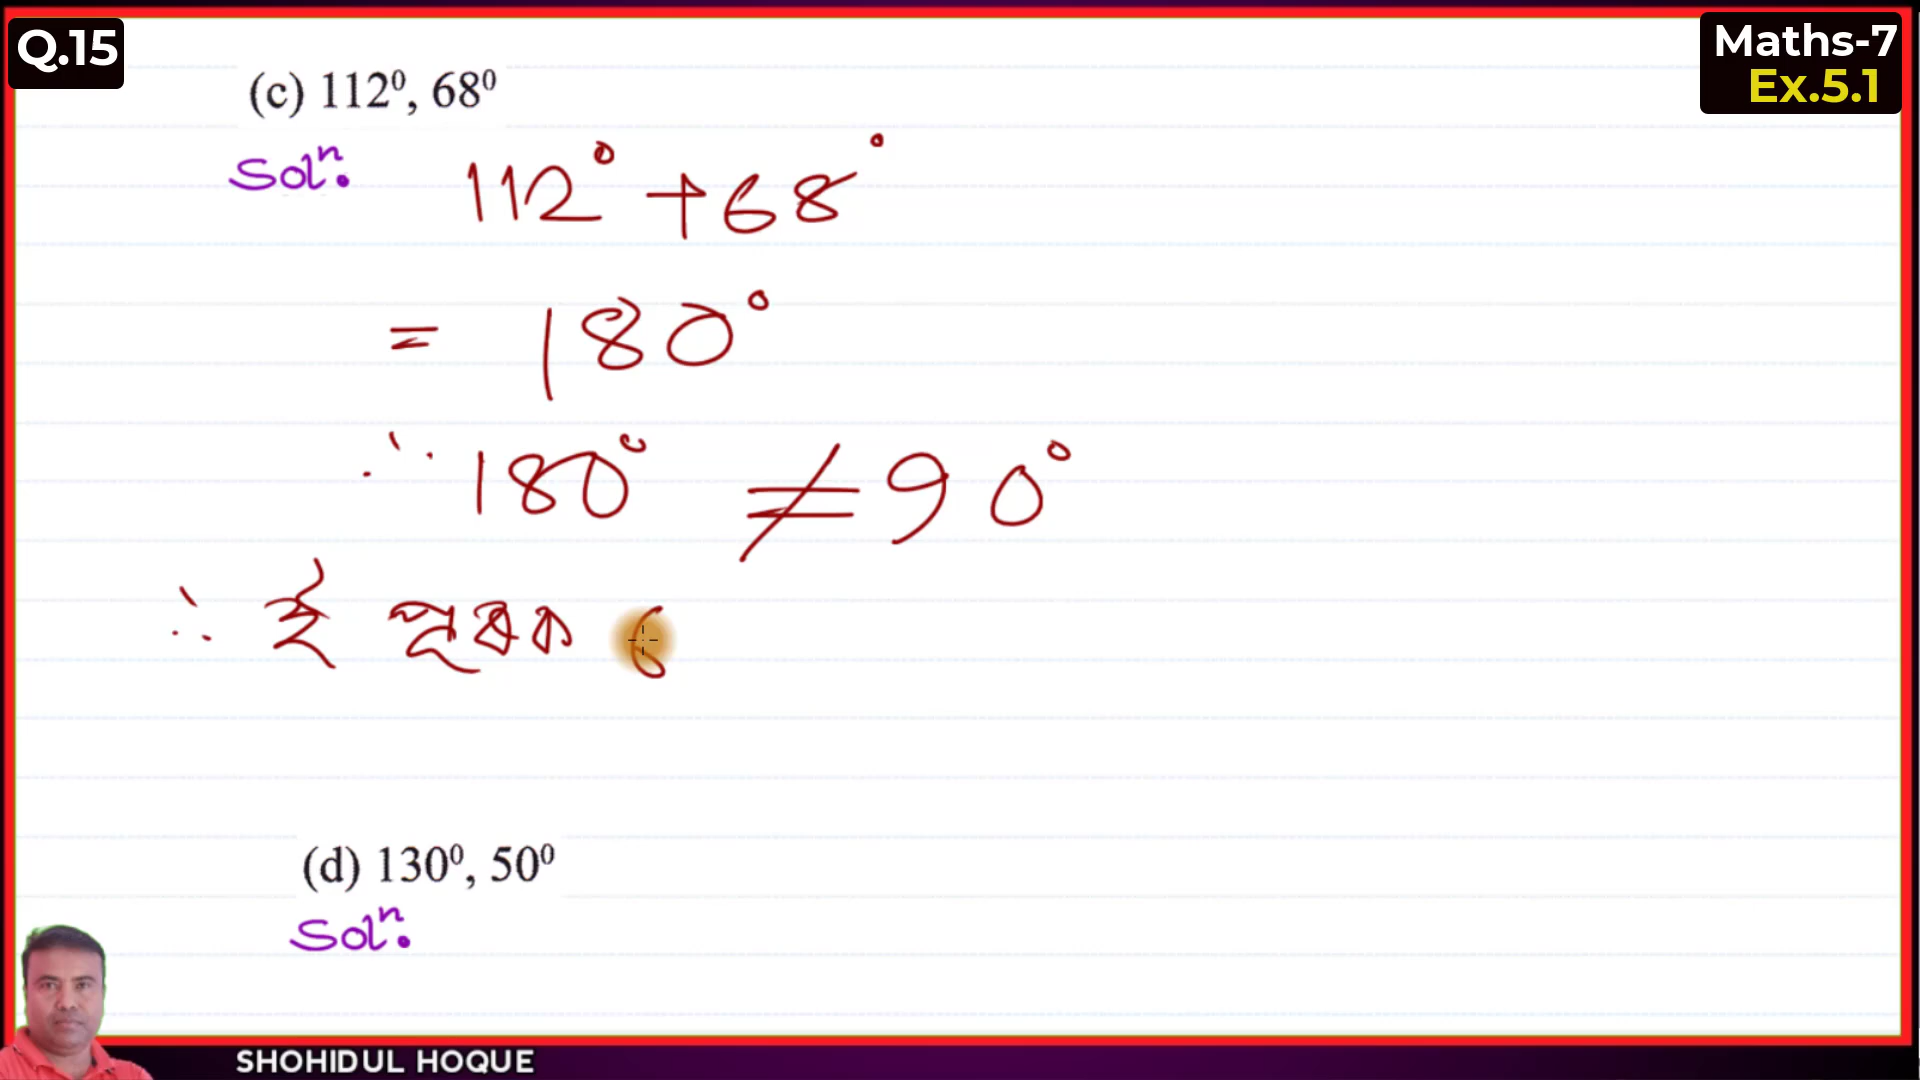 Q.15
Maths-7
Ex.5.1
(c) 112⁰, 68⁰
Solⁿ.
112° + 68°
= 180°
∴ 180° ≠ 90°
∴ ই পূৰক
(d) 130⁰, 50⁰
Solⁿ.
SHOHIDUL HOQUE